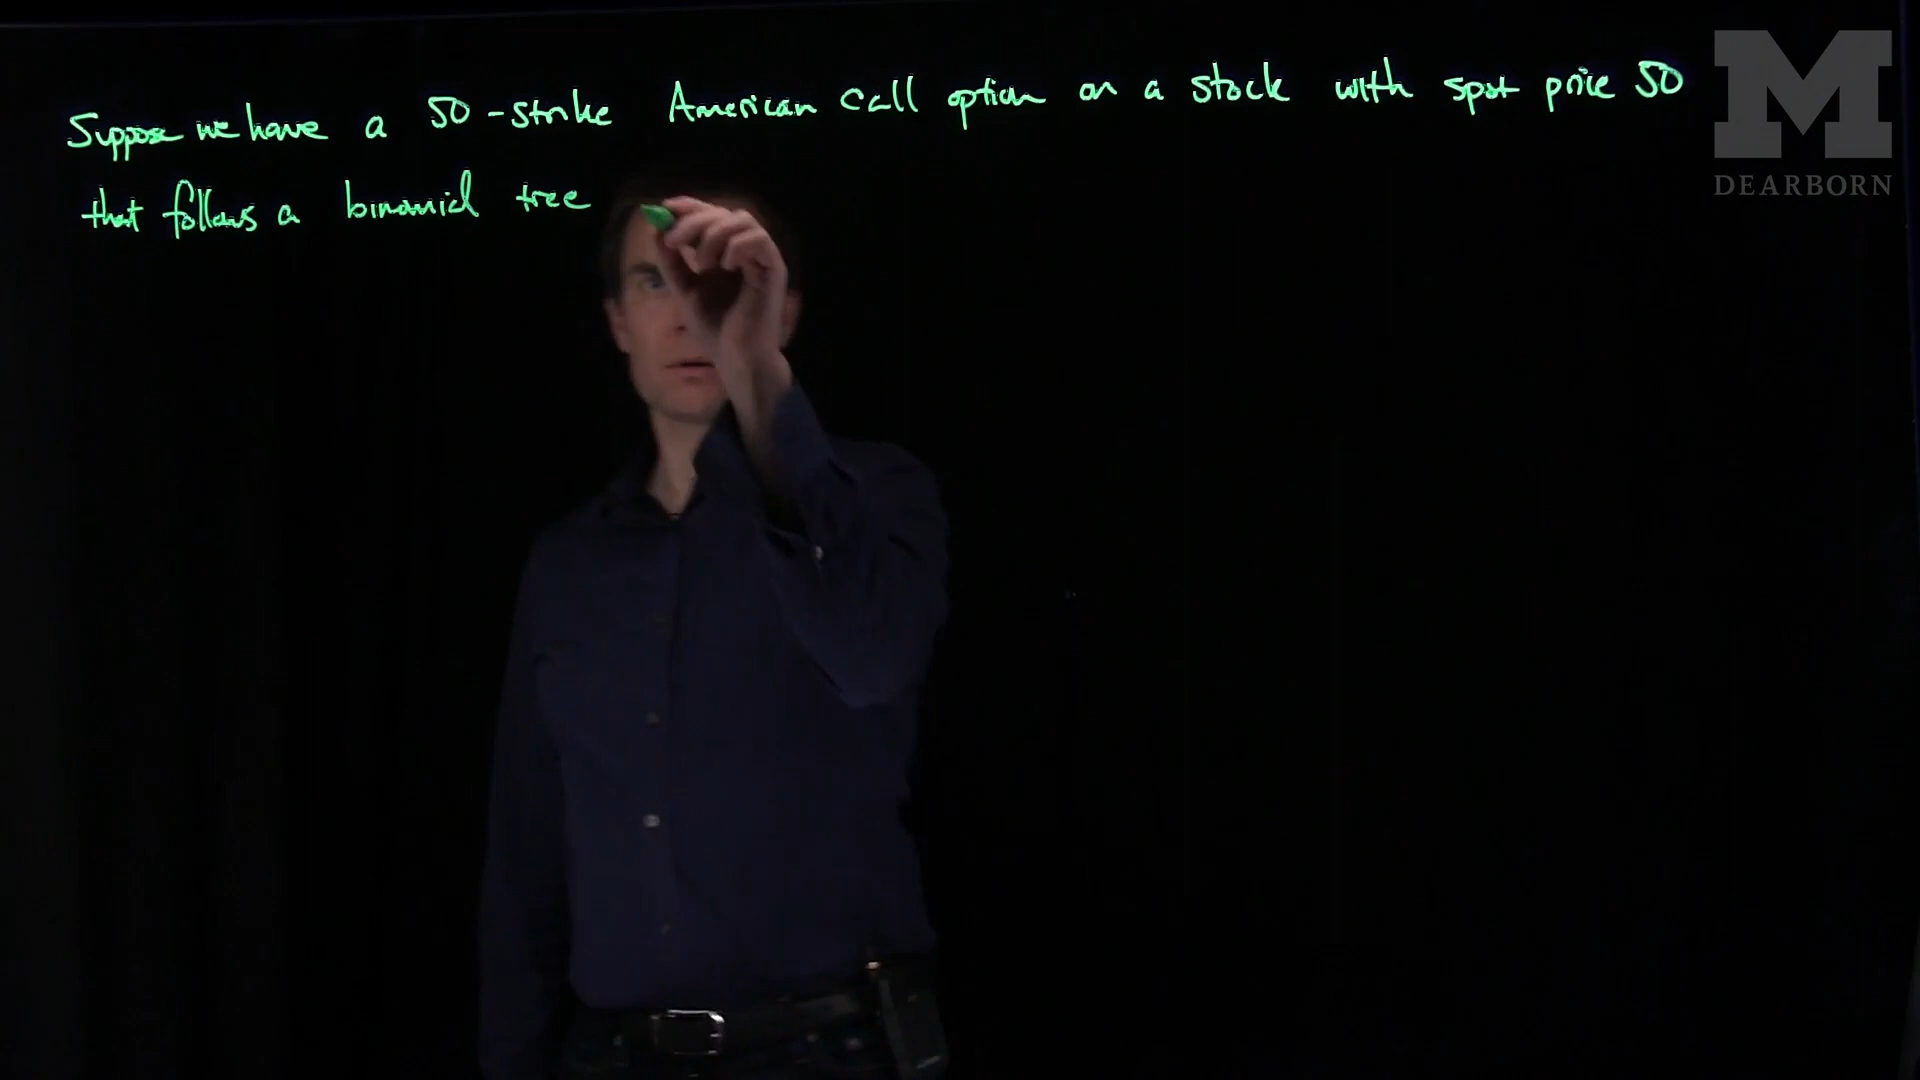 Suppose we have a 50-strike American call option on a stock with spot price 50
that follows a binomial tree
M
DEARBORN